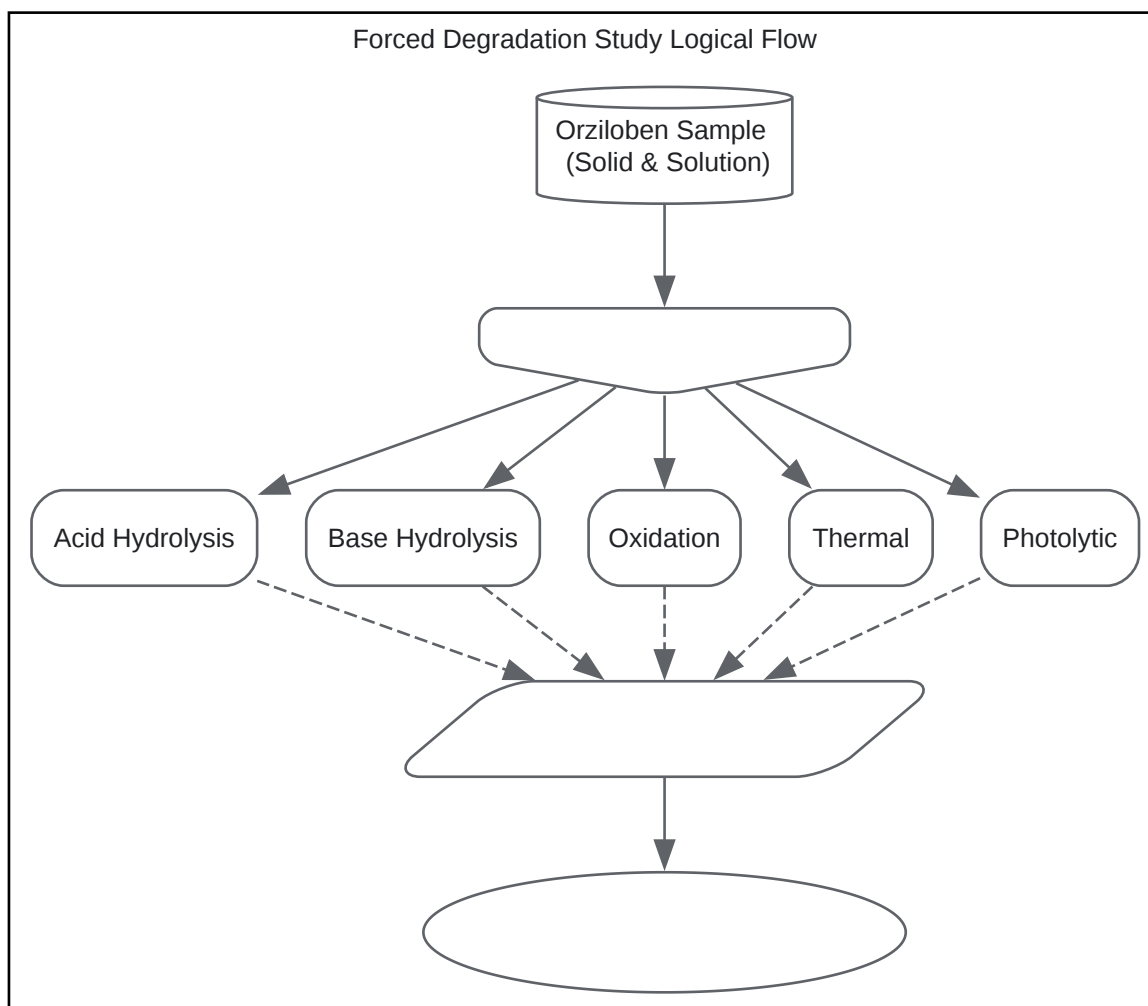 Forced Degradation Study Logical Flow
Orziloben Sample
(Solid & Solution)
Acid Hydrolysis
Base Hydrolysis
Oxidation
Thermal
Photolytic